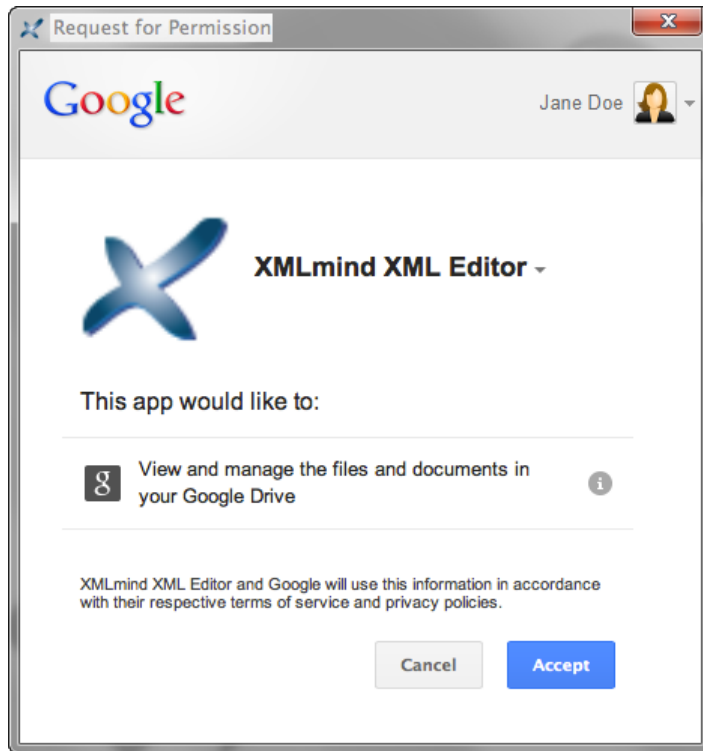 Request for Permission
Google
Jane Doe
XMLmind XML Editor
This app would like to:
g
View and manage the files and documents in
your Google Drive
i
XMLmind XML Editor and Google will use this information in accordance
with their respective terms of service and privacy policies.
Cancel
Accept